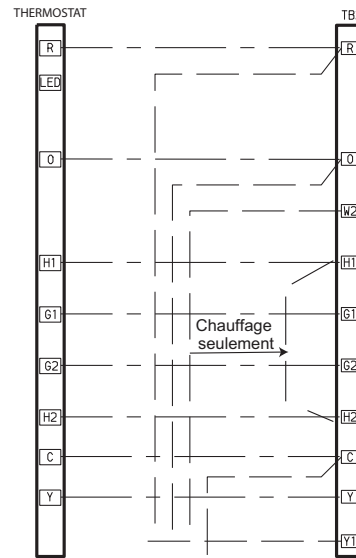 THERMOSTAT
TB
R
R
LED
O
O
W2
H1
H1
G1
G1
Chauffage
seulement
G2
G2
H2
H2
C
C
Y
Y
Y1